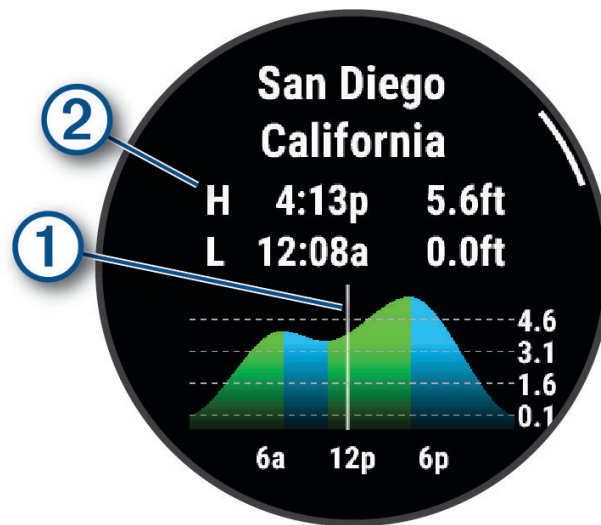 San Diego
California
2
H 4:13p 5.6ft
1
L 12:08a 0.0ft
4.6
3.1
1.6
0.1
6a 12p 6p